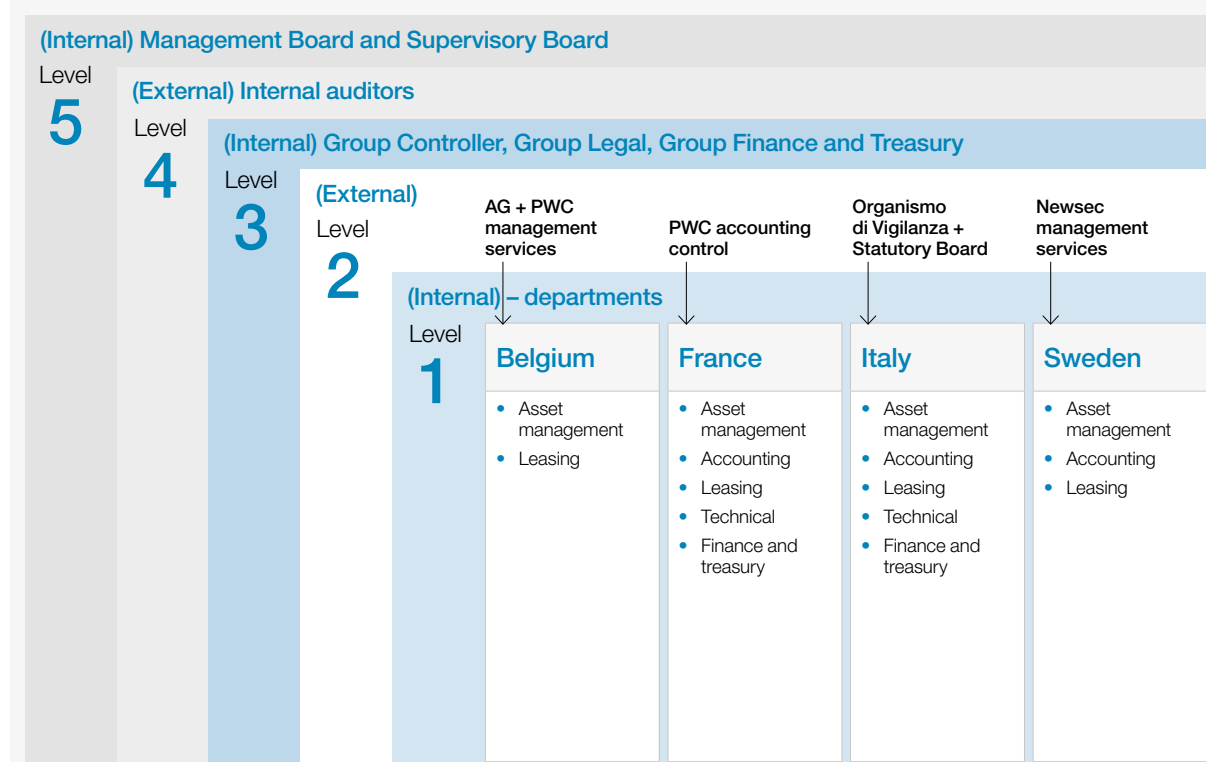 (Internal) Management Board and Supervisory Board
Level
5
(External) Internal auditors
Level
4
(Internal) Group Controller, Group Legal, Group Finance and Treasury
Level
3
(External)
Level
2
AG + PWC
management
services
PWC accounting
control
Organismo
di Vigilanza +
Statutory Board
Newsec
management
services
(Internal) – departments
Level
1
Belgium
• Asset
management
• Leasing
France
• Asset
management
• Accounting
• Leasing
• Technical
• Finance and
treasury
Italy
• Asset
management
• Accounting
• Leasing
• Technical
• Finance and
treasury
Sweden
• Asset
management
• Accounting
• Leasing